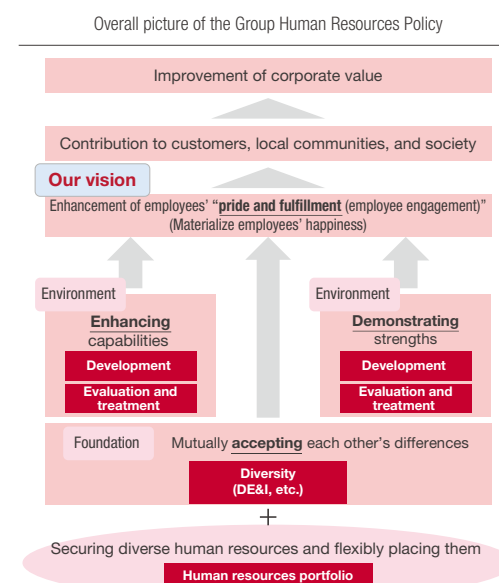 Overall picture of the Group Human Resources Policy
Improvement of corporate value
Contribution to customers, local communities, and society
Our vision
Enhancement of employees' “pride and fulfillment (employee engagement)”
(Materialize employees' happiness)
Environment
Enhancing
capabilities
Development
Evaluation and
treatment
Environment
Demonstrating
strengths
Development
Evaluation and
treatment
Foundation
Mutually accepting each other's differences
Diversity
(DE&I, etc.)
+
Securing diverse human resources and flexibly placing them
Human resources portfolio